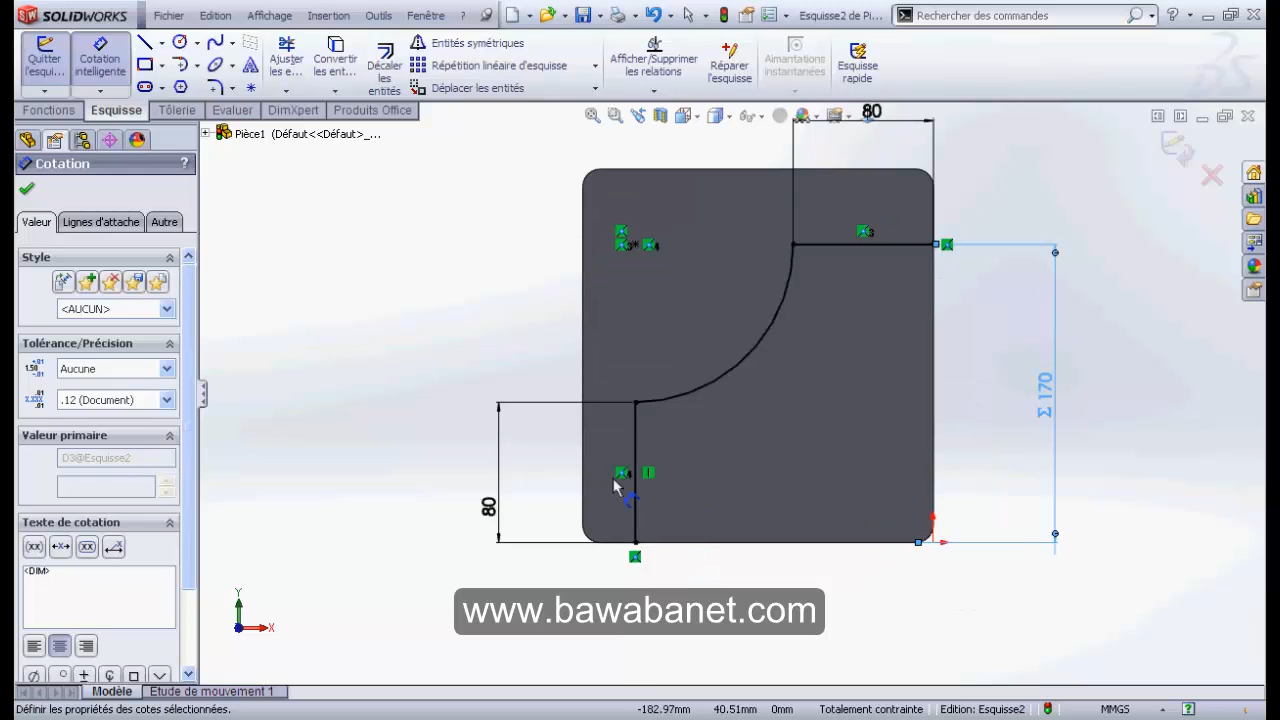 SOLIDWORKS
Fichier Edition Affichage Insertion Outils Fenêtre ?
Esquisse2 de Pi...
Rechercher des commandes
Quitter l'esqui...
Cotation intelligente
Ajuster les e...
Convertir les ent...
Décaler les entités
Entités symétriques
Répétition linéaire d'esquisse
Déplacer les entités
Afficher/Supprimer les relations
Réparer l'esquisse
Aimantations instantanées
Esquisse rapide
Fonctions Esquisse Tôlerie Evaluer DimXpert Produits Office
Pièce1 (Défaut<<Défaut>_...
80
Cotation ?
Valeur Lignes d'attache Autre
Style
<AUCUN>
Tolérance/Précision
Aucune
.12 (Document)
Valeur primaire
D3@Esquisse2
Texte de cotation
<DIM>
Σ 170
80
www.bawabanet.com
Y
X
Modèle Etude de mouvement 1
Définir les propriétés des cotes sélectionnées.
-182.97mm 40.51mm 0mm Totalement contrainte Edition: Esquisse2 MMGS